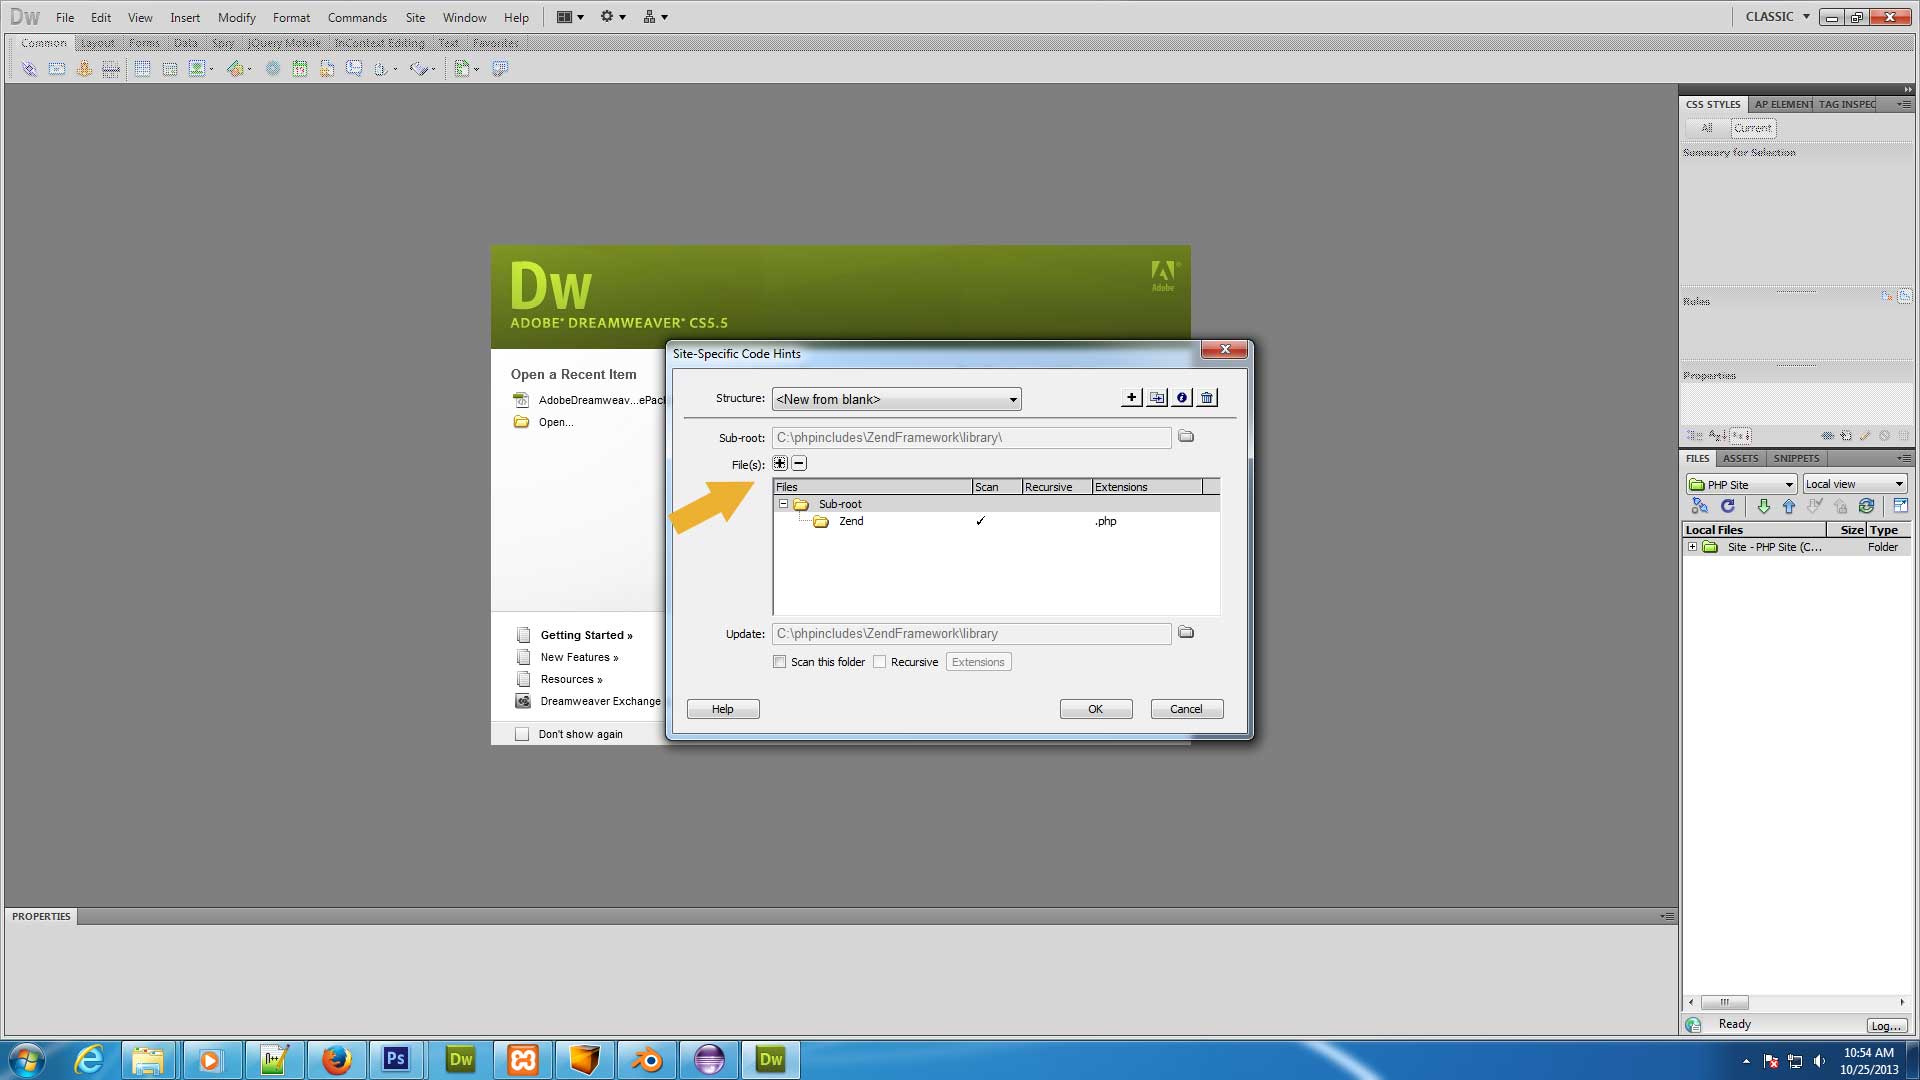 Dw File Edit View Insert Modify Format Commands Site Window Help CLASSIC
Common Layout Forms Data Spry jQuery Mobile InContext Editing Text Favorites
CSS STYLES AP ELEMENT TAG INSPEC
All Current
Summary for Selection
Rules
Properties
Dw
ADOBE® DREAMWEAVER® CS5.5
Adobe
Open a Recent Item
AdobeDreamweav...ePack
Open...
Getting Started »
New Features »
Resources »
Dreamweaver Exchange
Don't show again
Site-Specific Code Hints
Structure: <New from blank>
Sub-root: C:\phpincludes\ZendFramework\library\
File(s):
Files Scan Recursive Extensions
Sub-root
Zend ✓ .php
Update: C:\phpincludes\ZendFramework\library
Scan this folder Recursive Extensions
Help OK Cancel
FILES ASSETS SNIPPETS
PHP Site Local view
Local Files Size Type
Site - PHP Site (C... Folder
Ready Log...
PROPERTIES
Ps Dw Dw
10:54 AM
10/25/2013